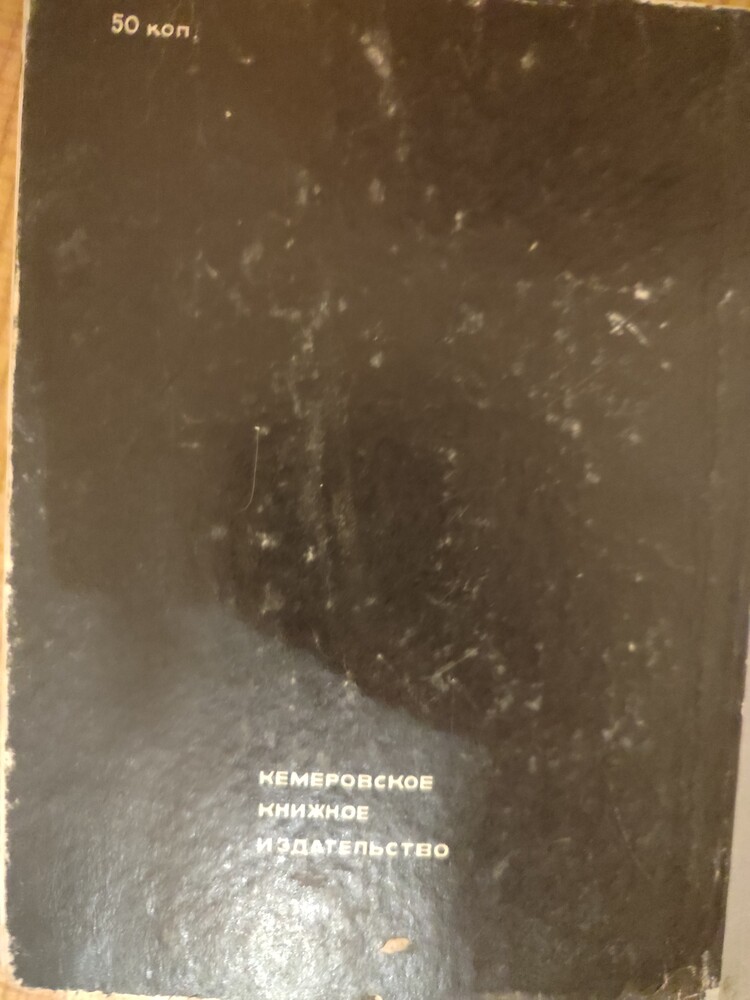 50 коп.
КЕМЕРОВСКОЕ
КНИЖНОЕ
ИЗДАТЕЛЬСТВО